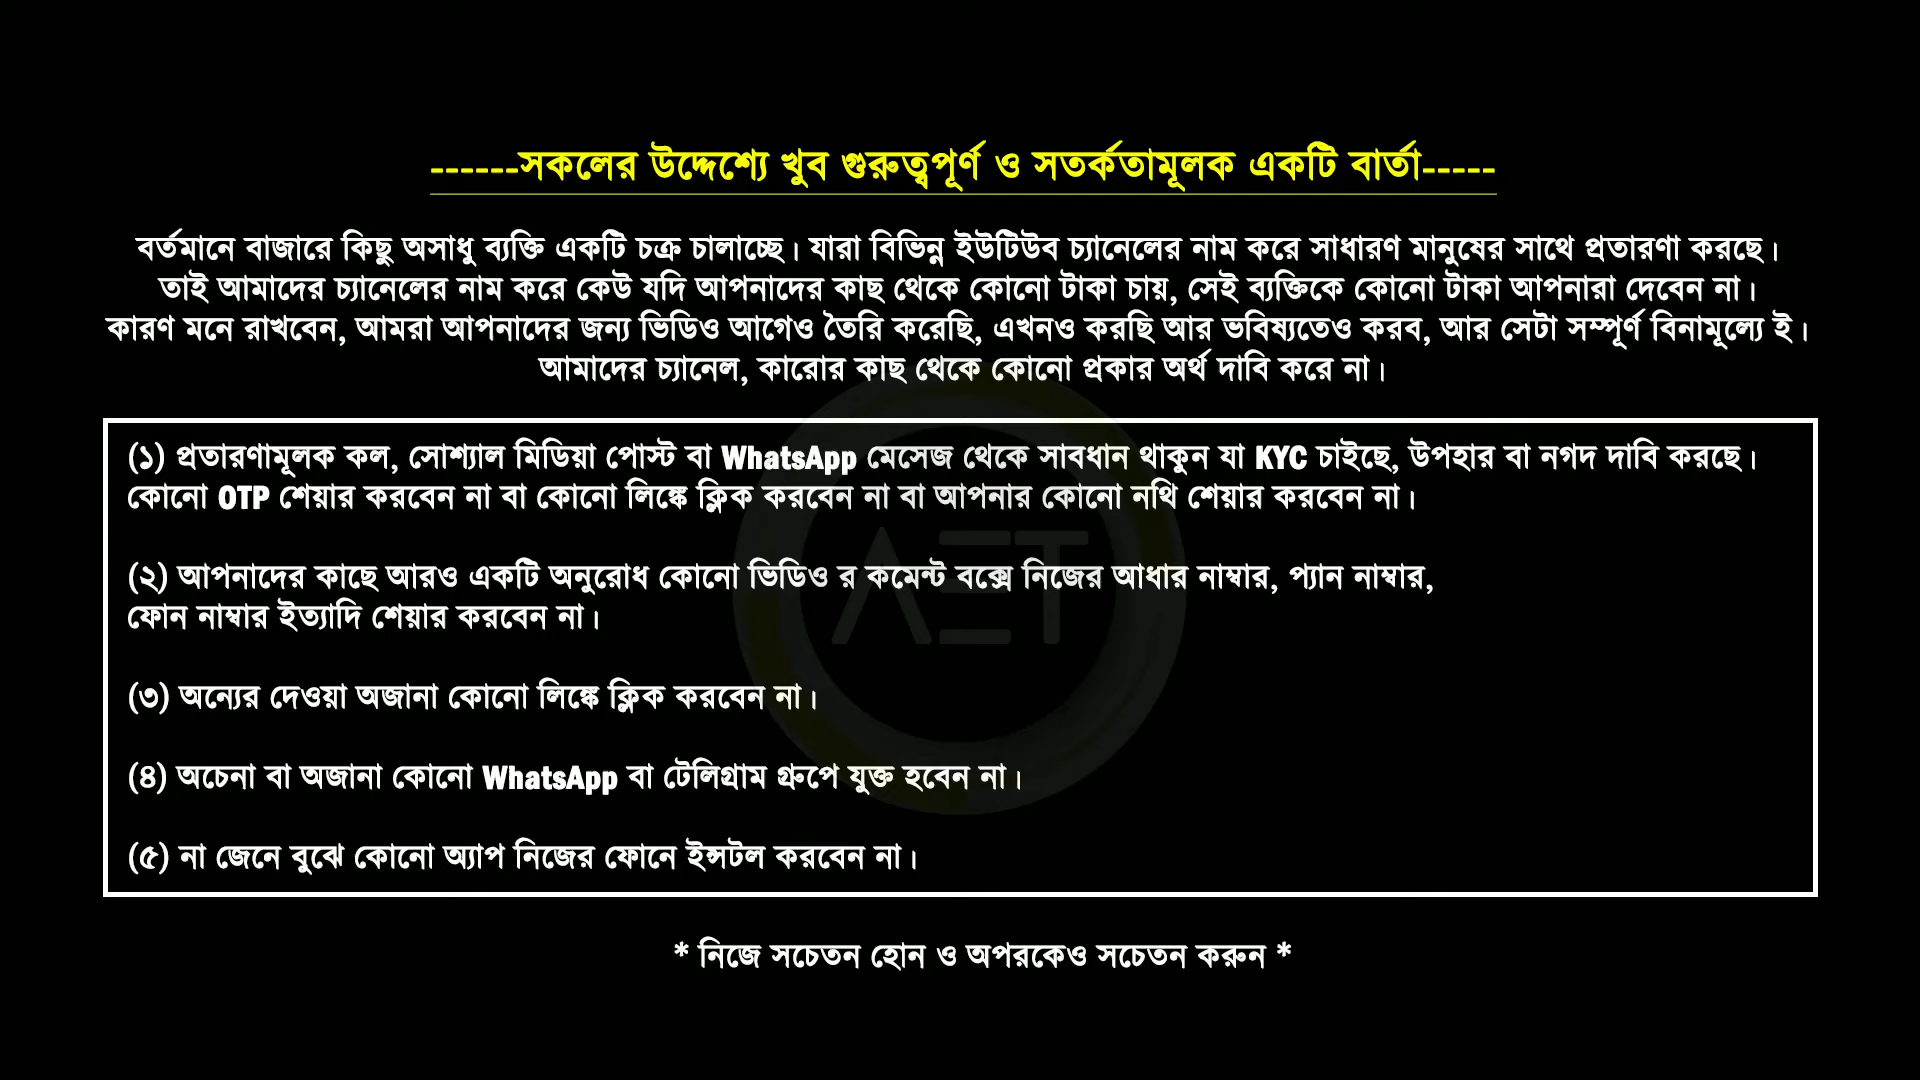 ------সকলের উদ্দেশ্যে খুব গুরুত্বপূর্ণ ও সতর্কতামূলক একটি বার্তা-----
বর্তমানে বাজারে কিছু অসাধু ব্যক্তি একটি চক্র চালাচ্ছে। যারা বিভিন্ন ইউটিউব চ্যানেলের নাম করে সাধারণ মানুষের সাথে প্রতারণা করছে।
তাই আমাদের চ্যানেলের নাম করে কেউ যদি আপনাদের কাছ থেকে কোনো টাকা চায়, সেই ব্যক্তিকে কোনো টাকা আপনারা দেবেন না।
কারণ মনে রাখবেন, আমরা আপনাদের জন্য ভিডিও আগেও তৈরি করেছি, এখনও করছি আর ভবিষ্যতেও করব, আর সেটা সম্পূর্ণ বিনামূল্যে ই।
আমাদের চ্যানেল, কারোর কাছ থেকে কোনো প্রকার অর্থ দাবি করে না।
(১) প্রতারণামূলক কল, সোশ্যাল মিডিয়া পোস্ট বা WhatsApp মেসেজ থেকে সাবধান থাকুন যা KYC চাইছে, উপহার বা নগদ দাবি করছে।
কোনো OTP শেয়ার করবেন না বা কোনো লিঙ্কে ক্লিক করবেন না বা আপনার কোনো নথি শেয়ার করবেন না।
(২) আপনাদের কাছে আরও একটি অনুরোধ কোনো ভিডিও র কমেন্ট বক্সে নিজের আধার নাম্বার, প্যান নাম্বার,
ফোন নাম্বার ইত্যাদি শেয়ার করবেন না।
AET
(৩) অন্যের দেওয়া অজানা কোনো লিঙ্কে ক্লিক করবেন না।
(৪) অচেনা বা অজানা কোনো WhatsApp বা টেলিগ্রাম গ্রুপে যুক্ত হবেন না।
(৫) না জেনে বুঝে কোনো অ্যাপ নিজের ফোনে ইন্সটল করবেন না।
* নিজে সচেতন হোন ও অপরকেও সচেতন করুন *